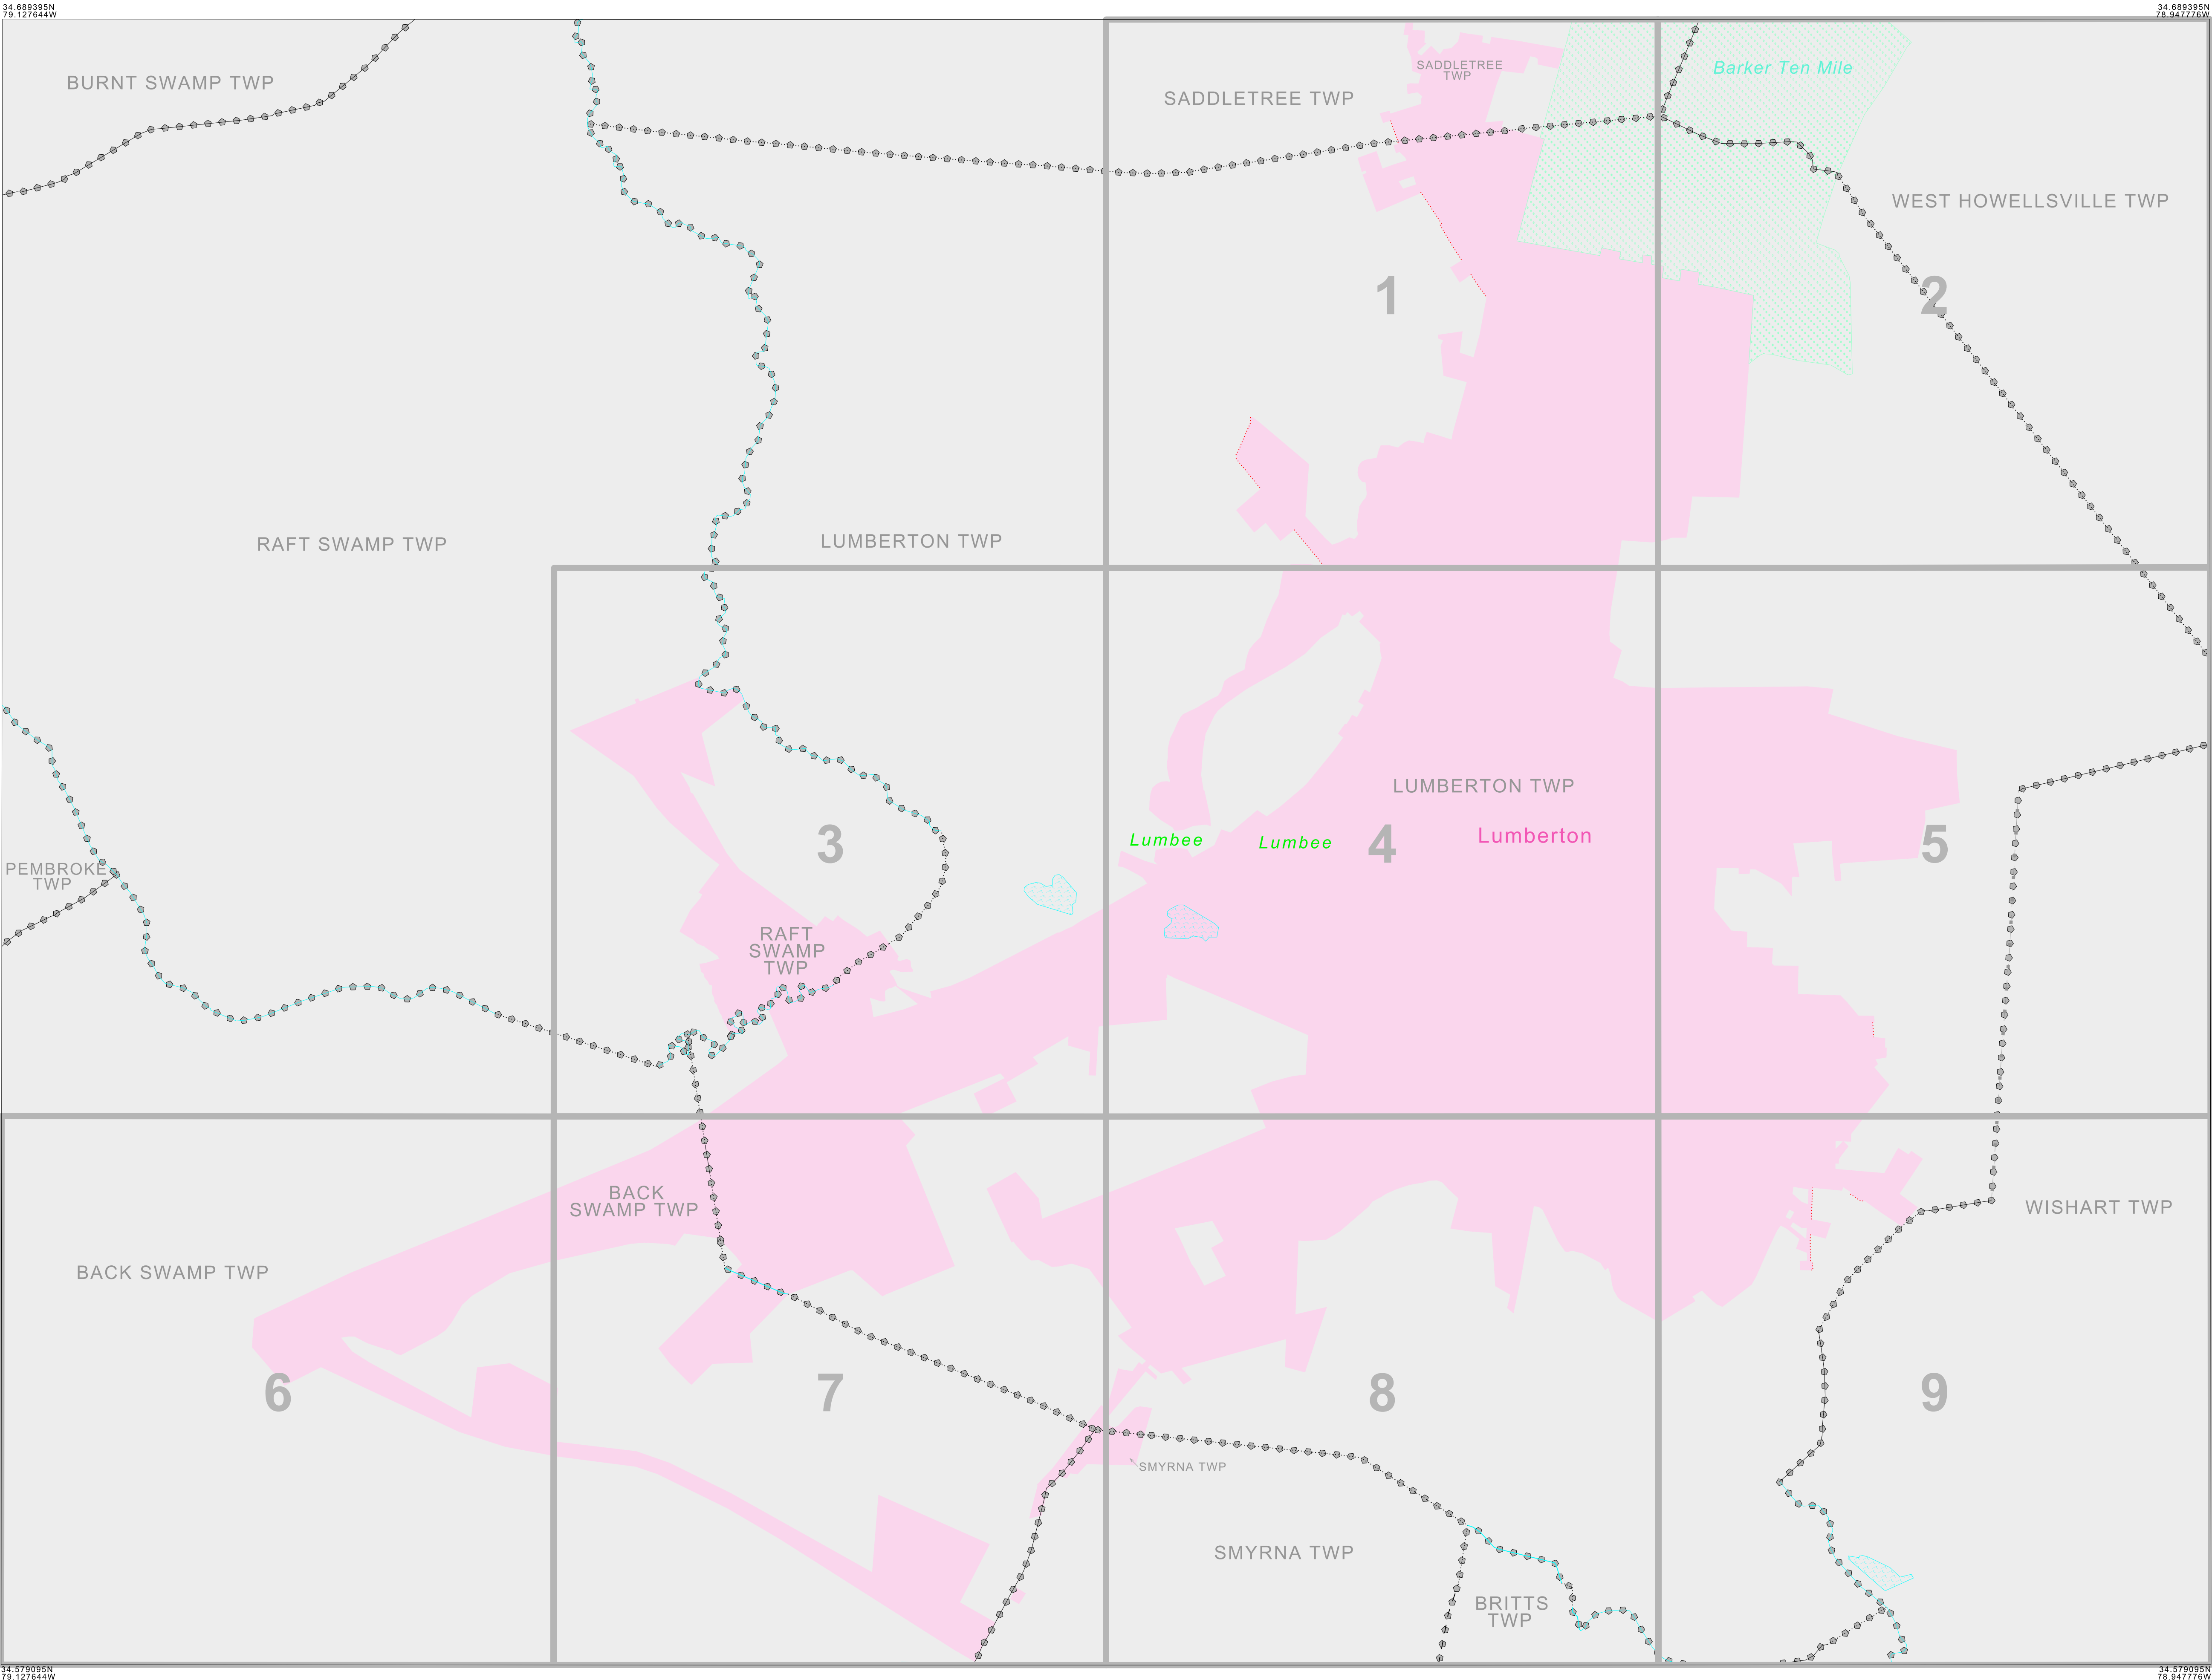 34.689395N
79.127644W
34.689395N
78.947776W
BURNT SWAMP TWP
SADDLETREE TWP
SADDLETREE
TWP
Barker Ten Mile
WEST HOWELLSVILLE TWP
1
2
RAFT SWAMP TWP
LUMBERTON TWP
LUMBERTON TWP
Lumberton
Lumbee
Lumbee
3
4
5
PEMBROKE
TWP
RAFT
SWAMP
TWP
BACK
SWAMP TWP
BACK SWAMP TWP
WISHART TWP
6
7
8
9
SMYRNA TWP
SMYRNA TWP
BRITTS
TWP
34.579095N
79.127644W
34.579095N
78.947776W